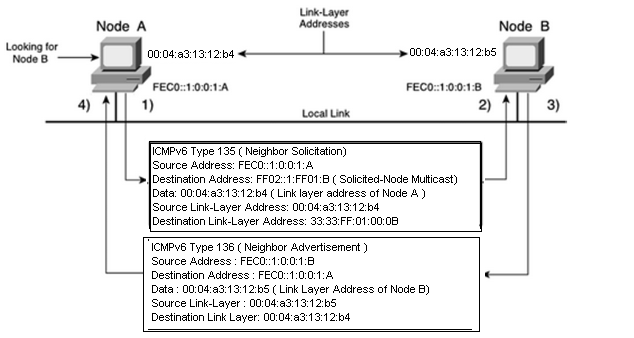 Node A
Link-Layer
Addresses
Node B
Looking for
Node B
00:04:a3:13:12:b4
00:04:a3:13:12:b5
FEC0::1:0:0:1:A
FEC0::1:0:0:1:B
4)
1)
2)
3)
Local Link
ICMPv6 Type 135 ( Neighbor Solicitation)
Source Address: FEC0::1:0:0:1:A
Destination Address: FF02::1:FF01:B ( Solicited-Node Multicast)
Data: 00:04:a3:13:12:b4 ( Link layer address of Node A )
Source Link-Layer Address: 00:04:a3:13:12:b4
Destination Link-Layer Address: 33:33:FF:01:00:0B
ICMPv6 Type 136 ( Neighbor Advertisement )
Source Address : FEC0::1:0:0:1:B
Destination Address : FEC0::1:0:0:1:A
Data : 00:04:a3:13:12:b5 ( Link Layer Address of Node B)
Source Link-Layer : 00:04:a3:13:12:b5
Destination Link Layer: 00:04:a3:13:12:b4